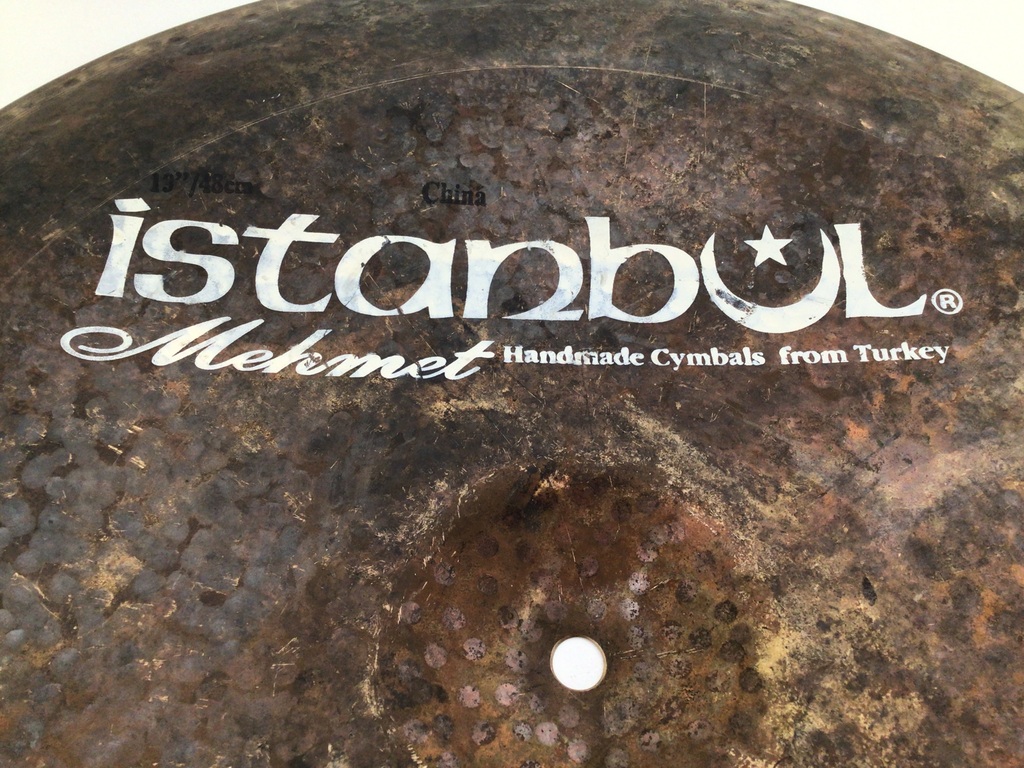 19"/48cm China
istanbUL®
Mehmet Handmade Cymbals from Turkey